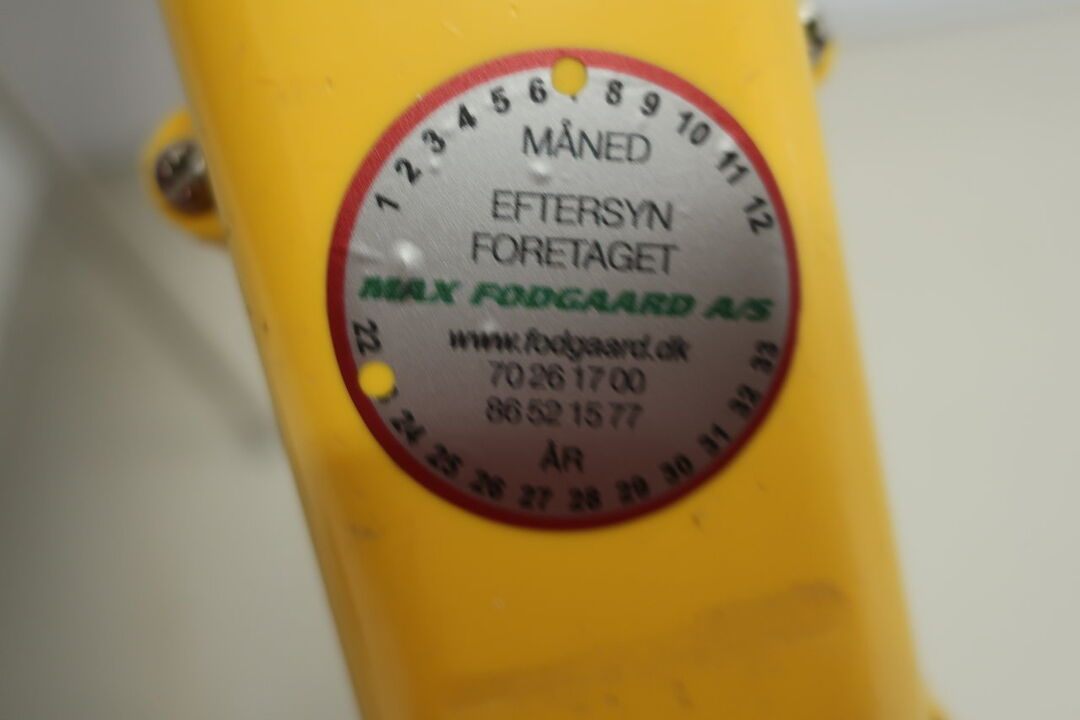 1 2 3 4 5 6 8 9 10 11 12
MÅNED
EFTERSYN
FORETAGET
MAX FODGAARD A/S
www.fodgaard.dk
70 26 17 00
86 52 15 77
ÅR
22 24 25 26 27 28 29 30 31 32 33